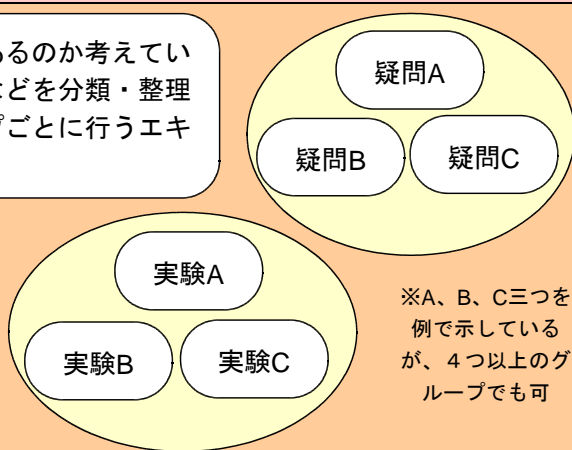 あるのか考えてい
などを分類・整理
プごとに行うエキ
疑問A
疑問B
疑問C
実験A
実験B
実験C
※A、B、C三つを
例で示している
が、４つ以上のグ
ループでも可